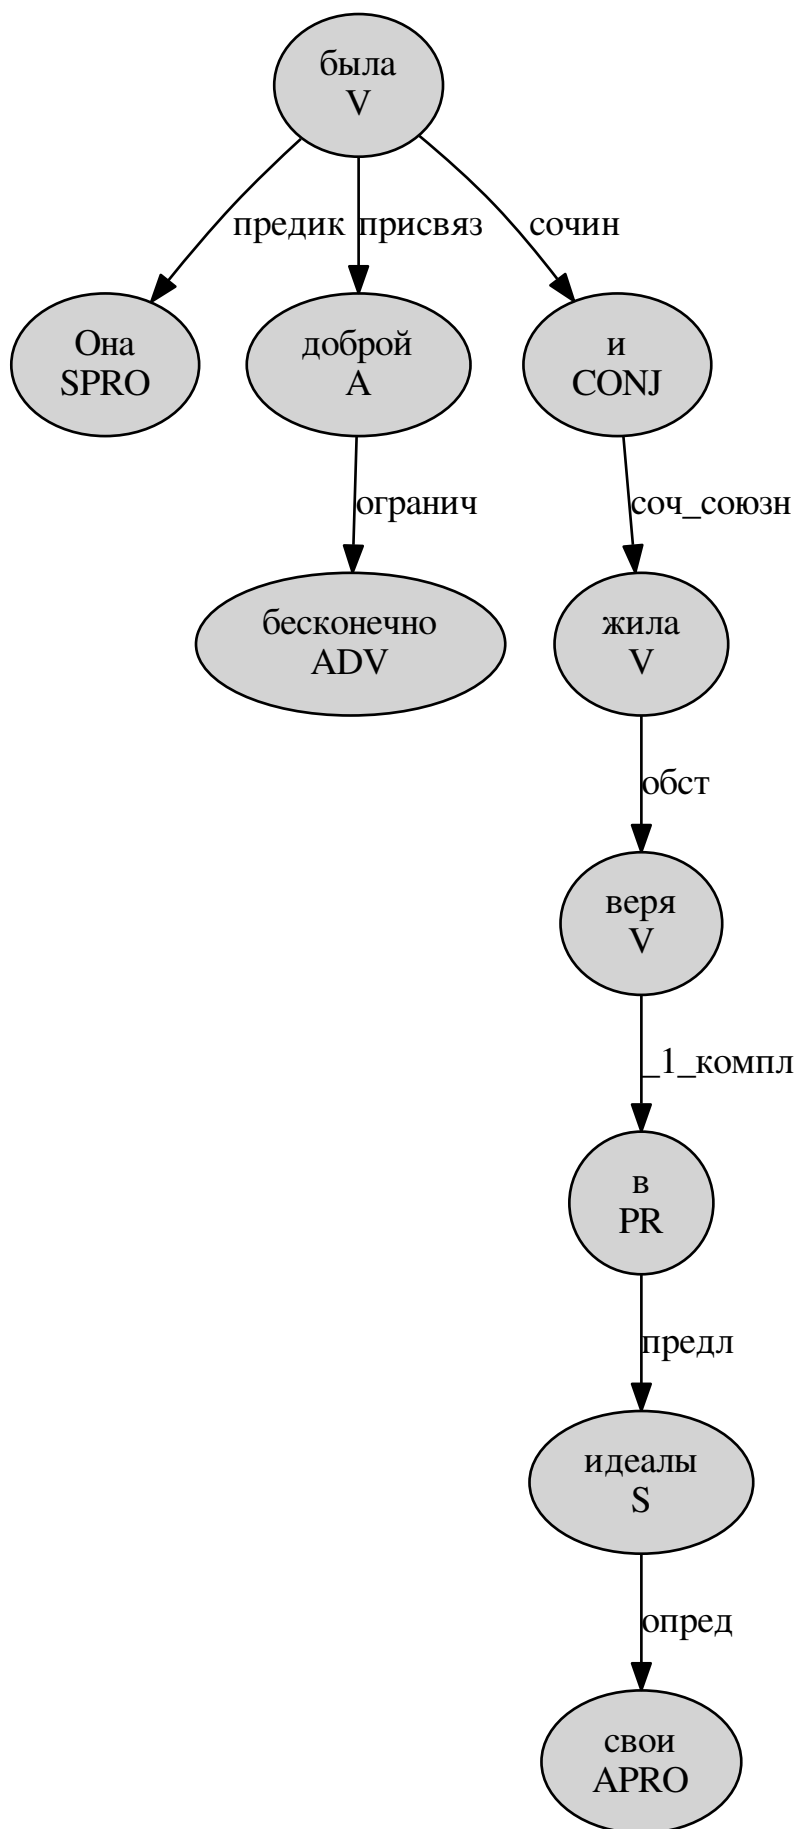 была
V
предик
присвяз
сочин
Она
SPRO
доброй
A
и
CONJ
огранич
соч_союзн
бесконечно
ADV
жила
V
обст
веря
V
_1_компл
в
PR
предл
идеалы
S
опред
свои
APRO